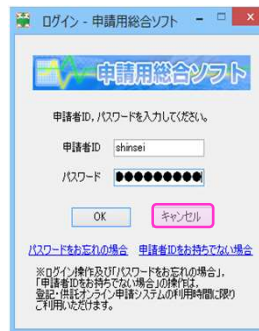 ログイン - 申請用総合ソフト
申請用総合ソフト
申請者ID, パスワードを入力してください。
申請者ID shinsei
パスワード ●●●●●●●●●
OK キャンセル
パスワードをお忘れの場合 申請者IDをお持ちでない場合
※ログイン操作及び「パスワードをお忘れの場合」,
「申請者IDをお持ちでない場合」の操作は,
登記・供託オンライン申請システムの利用時間に限り
ご利用いただけます。